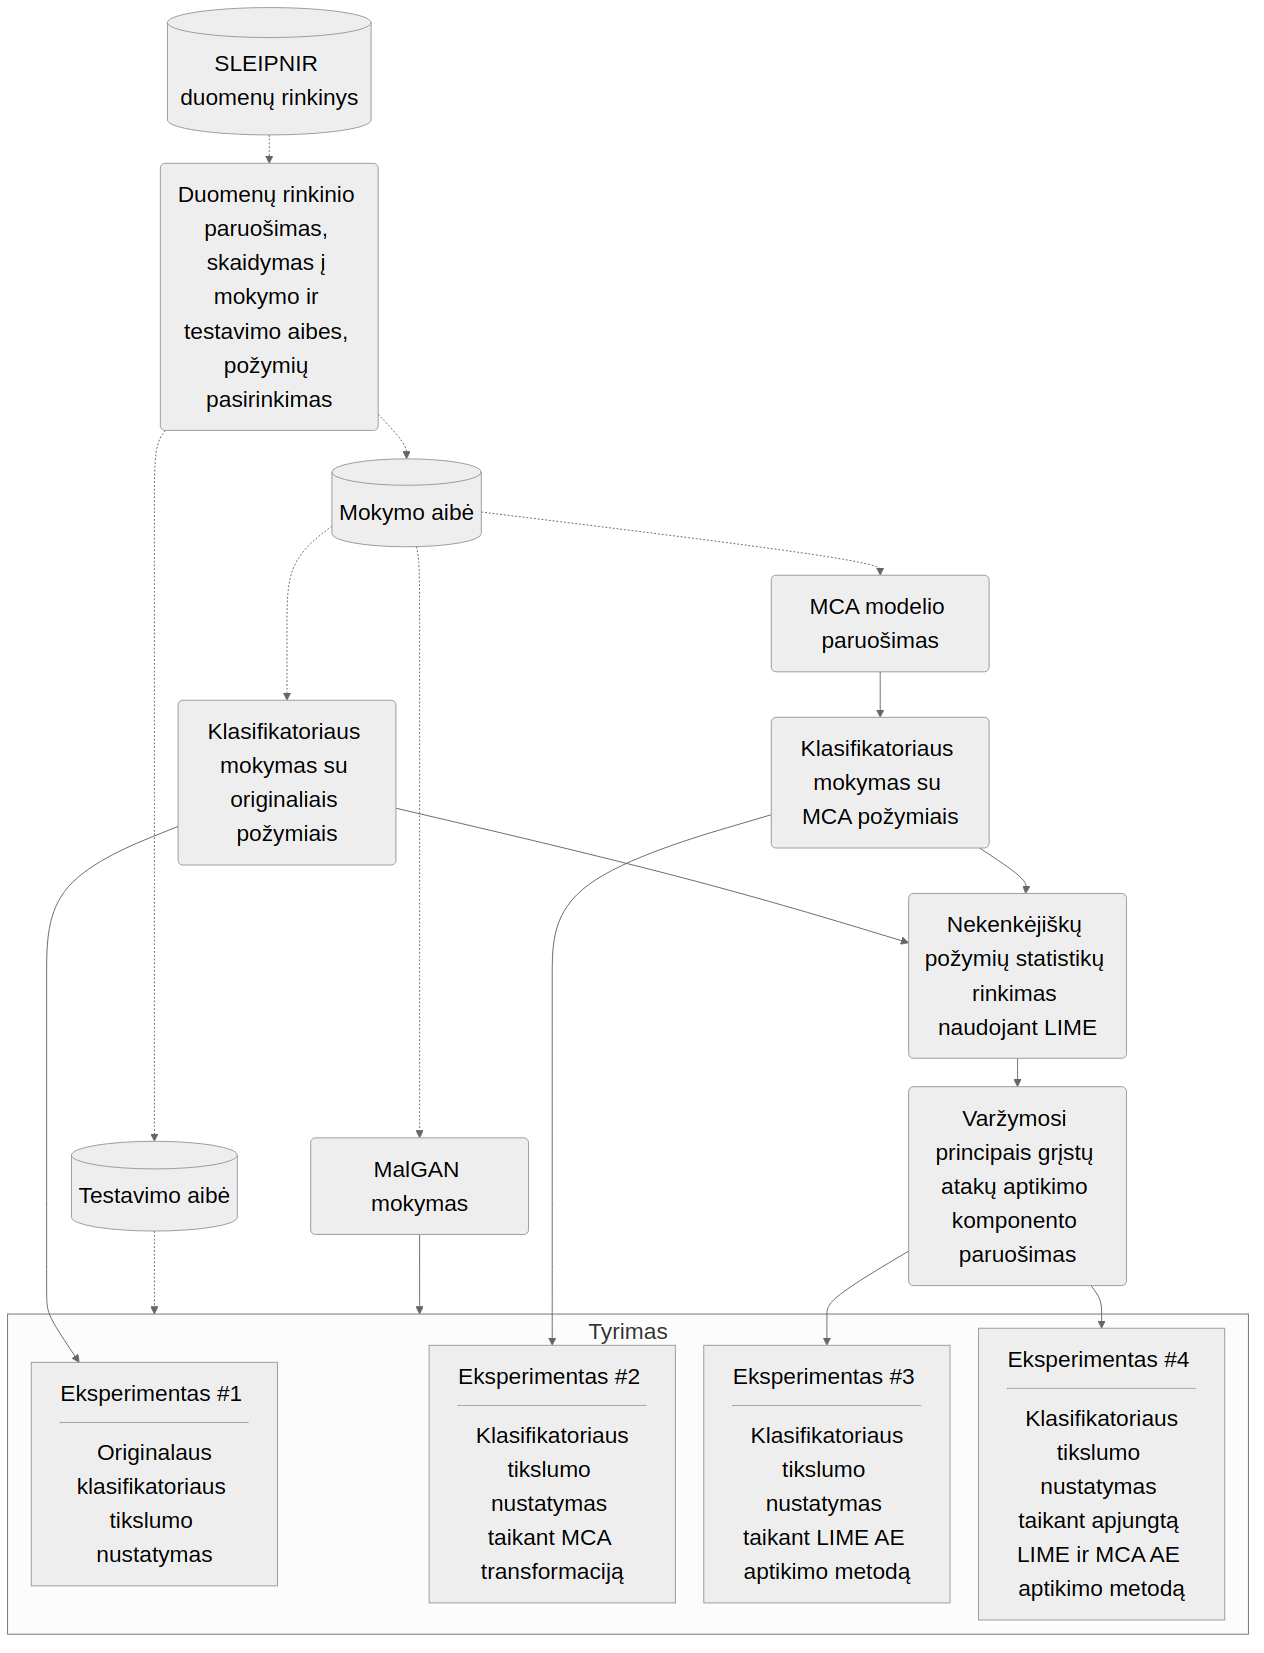 SLEIPNIR
duomenų rinkinys
Duomenų rinkinio
paruošimas,
skaidymas į
mokymo ir
testavimo aibes,
požymių
pasirinkimas
Mokymo aibė
MCA modelio
paruošimas
Klasifikatoriaus
mokymas su
originaliais
požymiais
Klasifikatoriaus
mokymas su
MCA požymiais
Nekenkėjiškų
požymių statistikų
rinkimas
naudojant LIME
Varžymosi
principais grįstų
atakų aptikimo
komponento
paruošimas
Testavimo aibė
MalGAN
mokymas
Tyrimas
Eksperimentas #1
Originalaus
klasifikatoriaus
tikslumo
nustatymas
Eksperimentas #2
Klasifikatoriaus
tikslumo
nustatymas
taikant MCA
transformaciją
Eksperimentas #3
Klasifikatoriaus
tikslumo
nustatymas
taikant LIME AE
aptikimo metodą
Eksperimentas #4
Klasifikatoriaus
tikslumo
nustatymas
taikant apjungtą
LIME ir MCA AE
aptikimo metodą